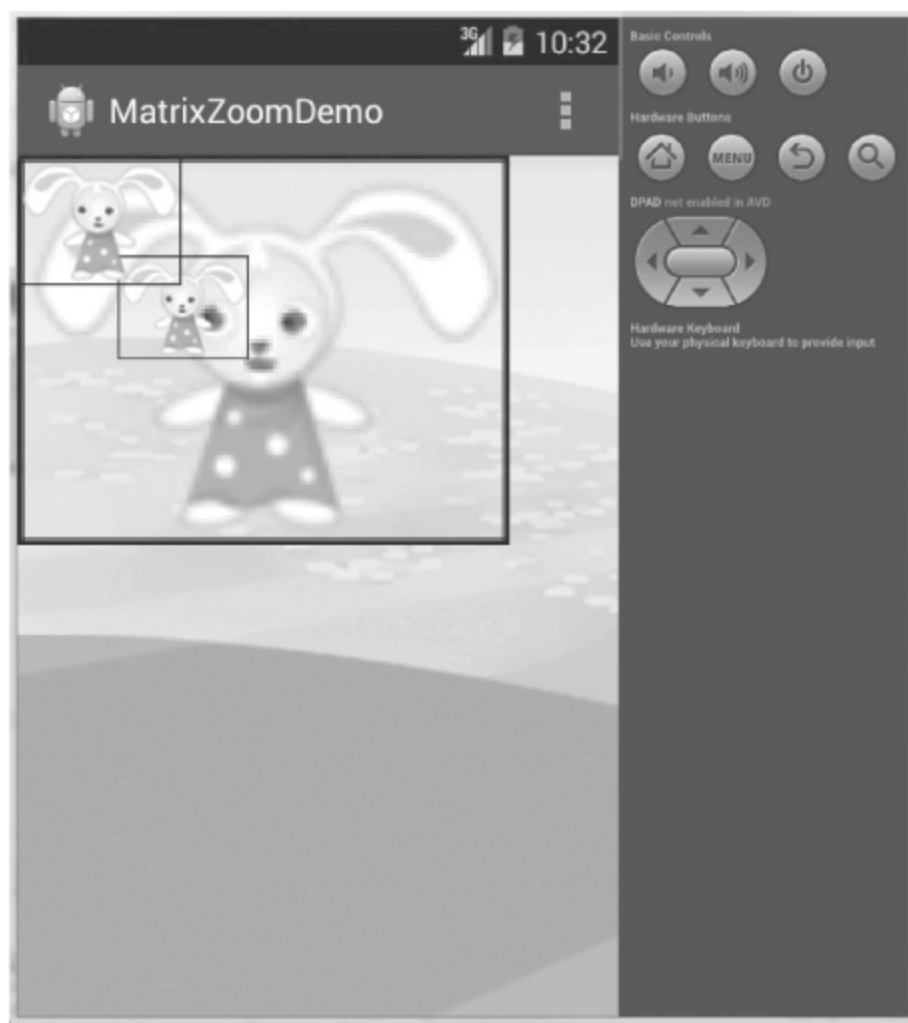 3G 10:32
MatrixZoomDemo
Basic Controls
Hardware Buttons
MENU
DPAD not enabled in AVD
Hardware Keyboard
Use your physical keyboard to provide input